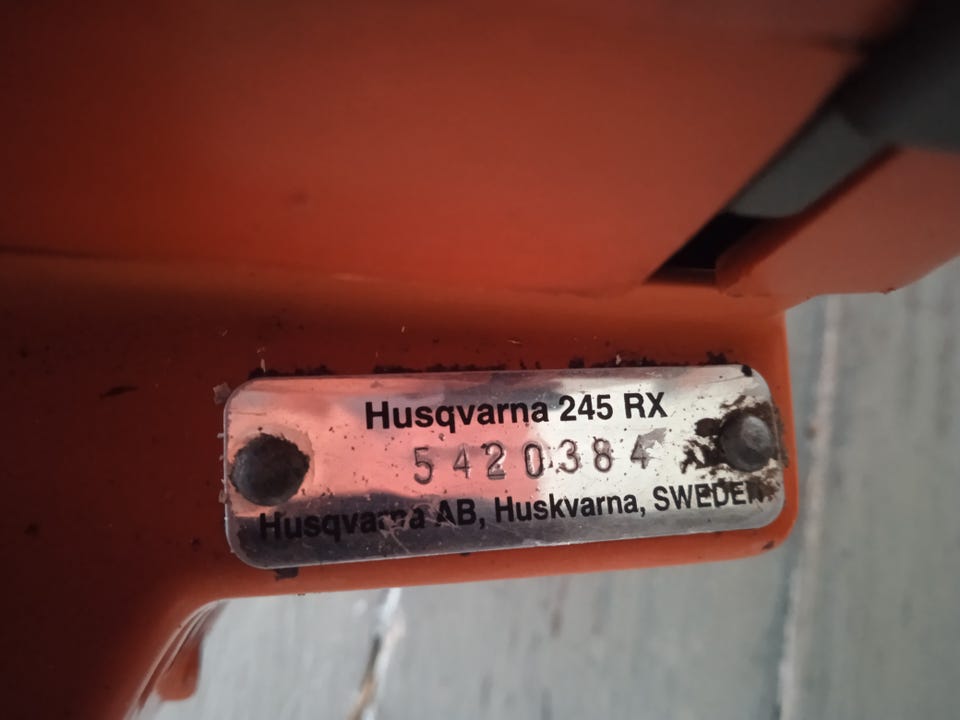 Husqvarna 245 RX
5420384
Husqvarna AB, Huskvarna, SWEDEN